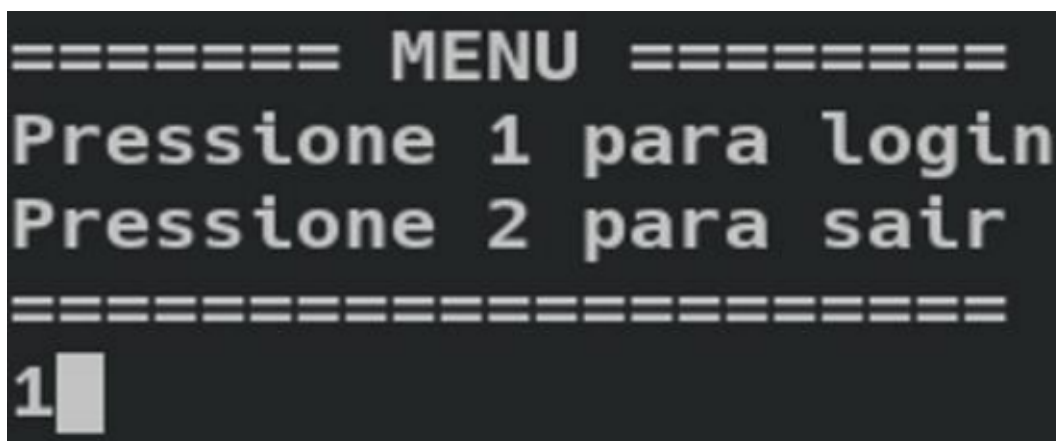 ======= MENU ========
Pressione 1 para login
Pressione 2 para sair
=====================
1